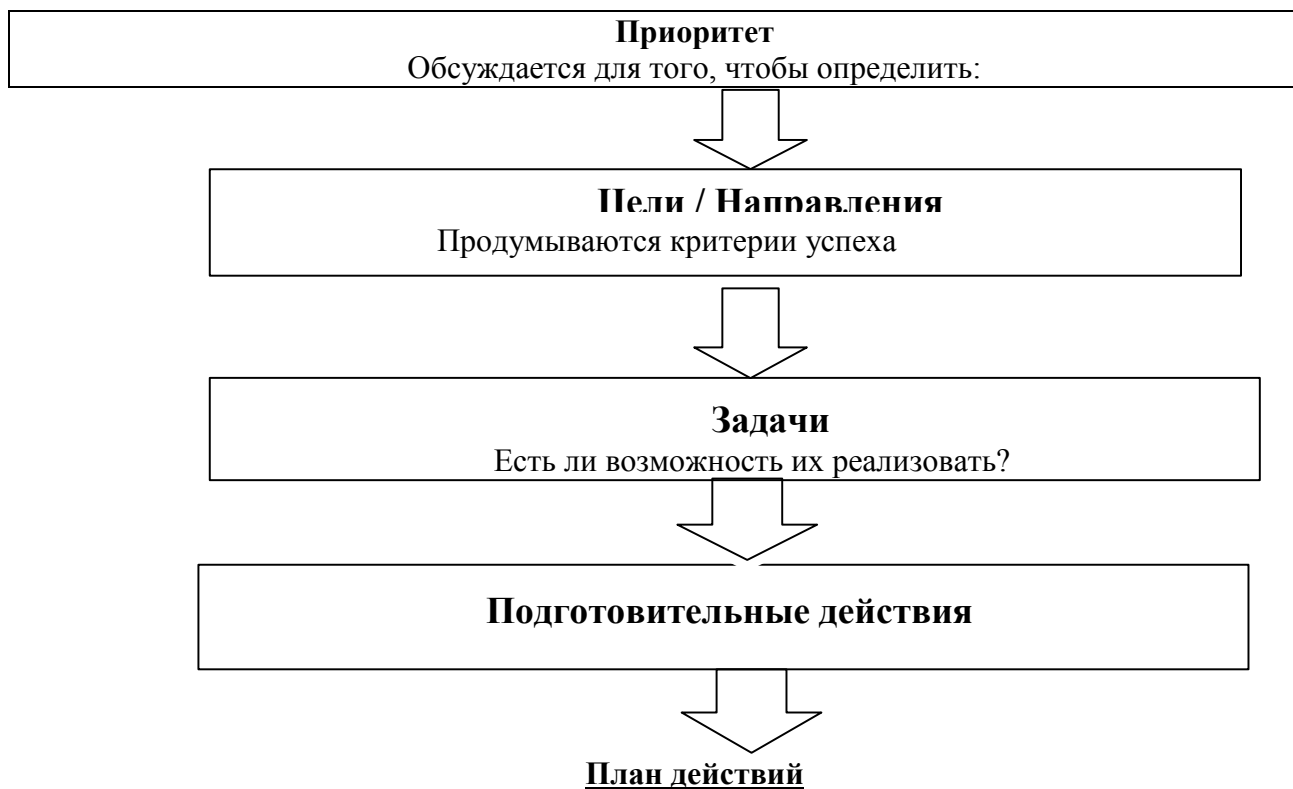 Приоритет
Обсуждается для того, чтобы определить:
Цели / Направления
Продумываются критерии успеха
Задачи
Есть ли возможность их реализовать?
Подготовительные действия
План действий